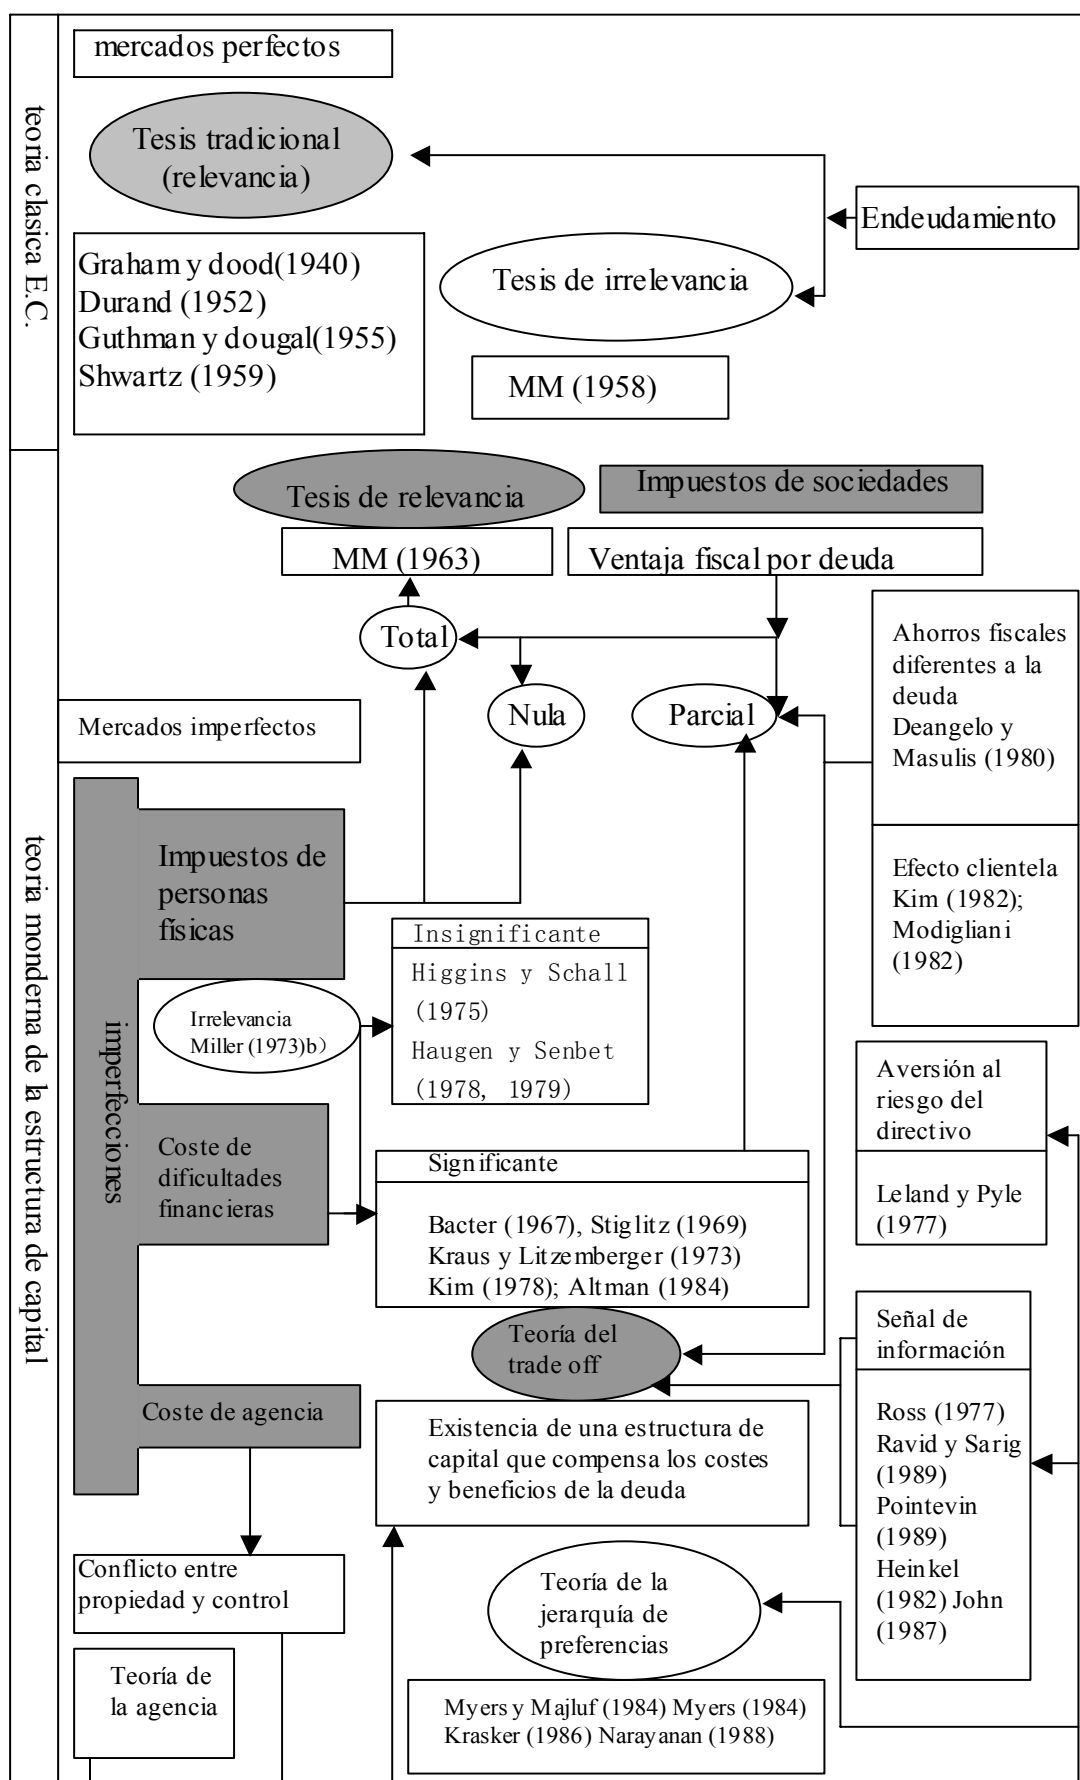 teoria clasica E.C.
mercados perfectos
Tesis tradicional
(relevancia)
Endeudamiento
Graham y dood(1940)
Durand (1952)
Guthman y dougal(1955)
Shwartz (1959)
Tesis de irrelevancia
MM (1958)
teoria monderna de la estructura de capital
Tesis de relevancia
Impuestos de sociedades
MM (1963)
Ventaja fiscal por deuda
Total
Nula
Parcial
Ahorros fiscales
diferentes a la
deuda
Deangelo y
Masulis (1980)
Mercados imperfectos
imperfecciones
Impuestos de
personas
físicas
Efecto clientela
Kim (1982);
Modigliani
(1982)
Irrelevancia
Miller (1973)b)
Insignificante
Higgins y Schall
(1975)
Haugen y Senbet
(1978, 1979)
Aversión al
riesgo del
directivo
Leland y Pyle
(1977)
Coste de
dificultades
financieras
Significante
Bacter (1967), Stiglitz (1969)
Kraus y Litzemberger (1973)
Kim (1978); Altman (1984)
Teoría del
trade off
Señal de
información
Ross (1977)
Ravid y Sarig
(1989)
Pointevin
(1989)
Heinkel
(1982) John
(1987)
Coste de agencia
Existencia de una estructura de
capital que compensa los costes
y beneficios de la deuda
Conflicto entre
propiedad y control
Teoría de la
jerarquía de
preferencias
Teoría de
la agencia
Myers y Majluf (1984) Myers (1984)
Krasker (1986) Narayanan (1988)